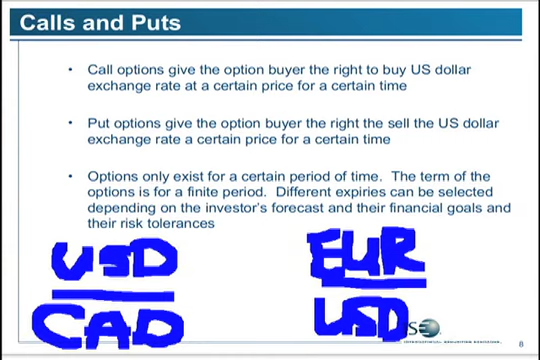 Calls and Puts
• Call options give the option buyer the right to buy US dollar
exchange rate at a certain price for a certain time
• Put options give the option buyer the right the sell the US dollar
exchange rate a certain price for a certain time
• Options only exist for a certain period of time. The term of the
options is for a finite period. Different expiries can be selected
depending on the investor's forecast and their financial goals and
their risk tolerances
USD
CAD
EUR
USD
SE
INTERNATIONAL SECURITIES EXCHANGE
8